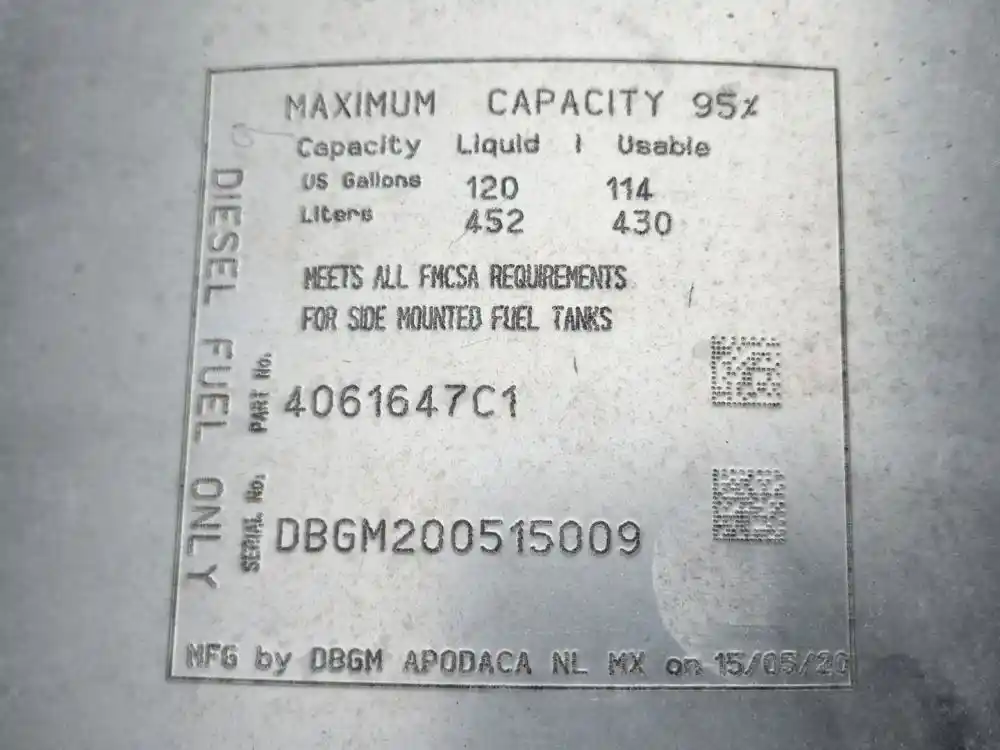 MAXIMUM CAPACITY 95%
Capacity Liquid | Usable
US Gallons 120 114
Liters 452 430
MEETS ALL FMCSA REQUIREMENTS
FOR SIDE MOUNTED FUEL TANKS
PART No. 4061647C1
SERIAL No. DBGM200515009
MFG by DBGM APODACA NL MX on 15/05/20
DIESEL FUEL ONLY